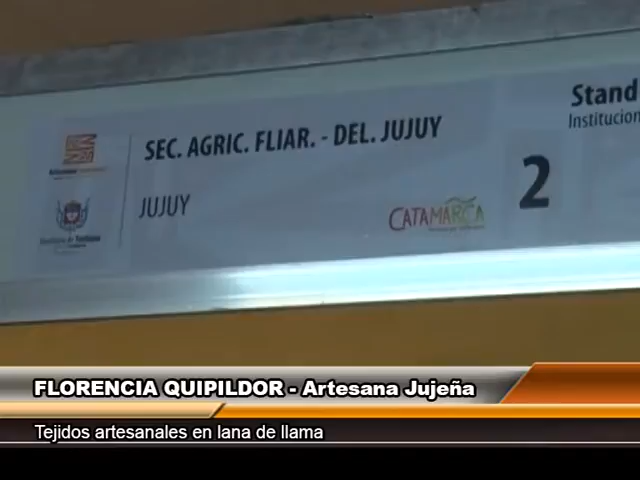 Stand
Institucion
SEC. AGRIC. FLIAR. - DEL. JUJUY
2
JUJUY
CATAMARCA
FLORENCIA QUIPILDOR - Artesana Jujeña
Tejidos artesanales en lana de llama